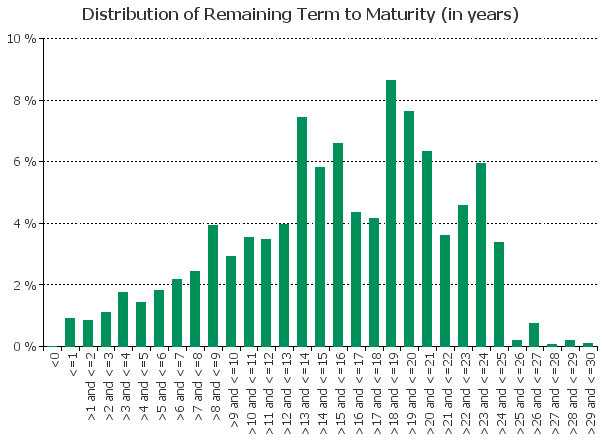 Distribution of Remaining Term to Maturity (in years)
10 %
8 %
6 %
4 %
2 %
0 %
<0
<=1
>1 and <=2
>2 and <=3
>3 and <=4
>4 and <=5
>5 and <=6
>6 and <=7
>7 and <=8
>8 and <=9
>9 and <=10
>10 and <=11
>11 and <=12
>12 and <=13
>13 and <=14
>14 and <=15
>15 and <=16
>16 and <=17
>17 and <=18
>18 and <=19
>19 and <=20
>20 and <=21
>21 and <=22
>22 and <=23
>23 and <=24
>24 and <=25
>25 and <=26
>26 and <=27
>27 and <=28
>28 and <=29
>29 and <=30